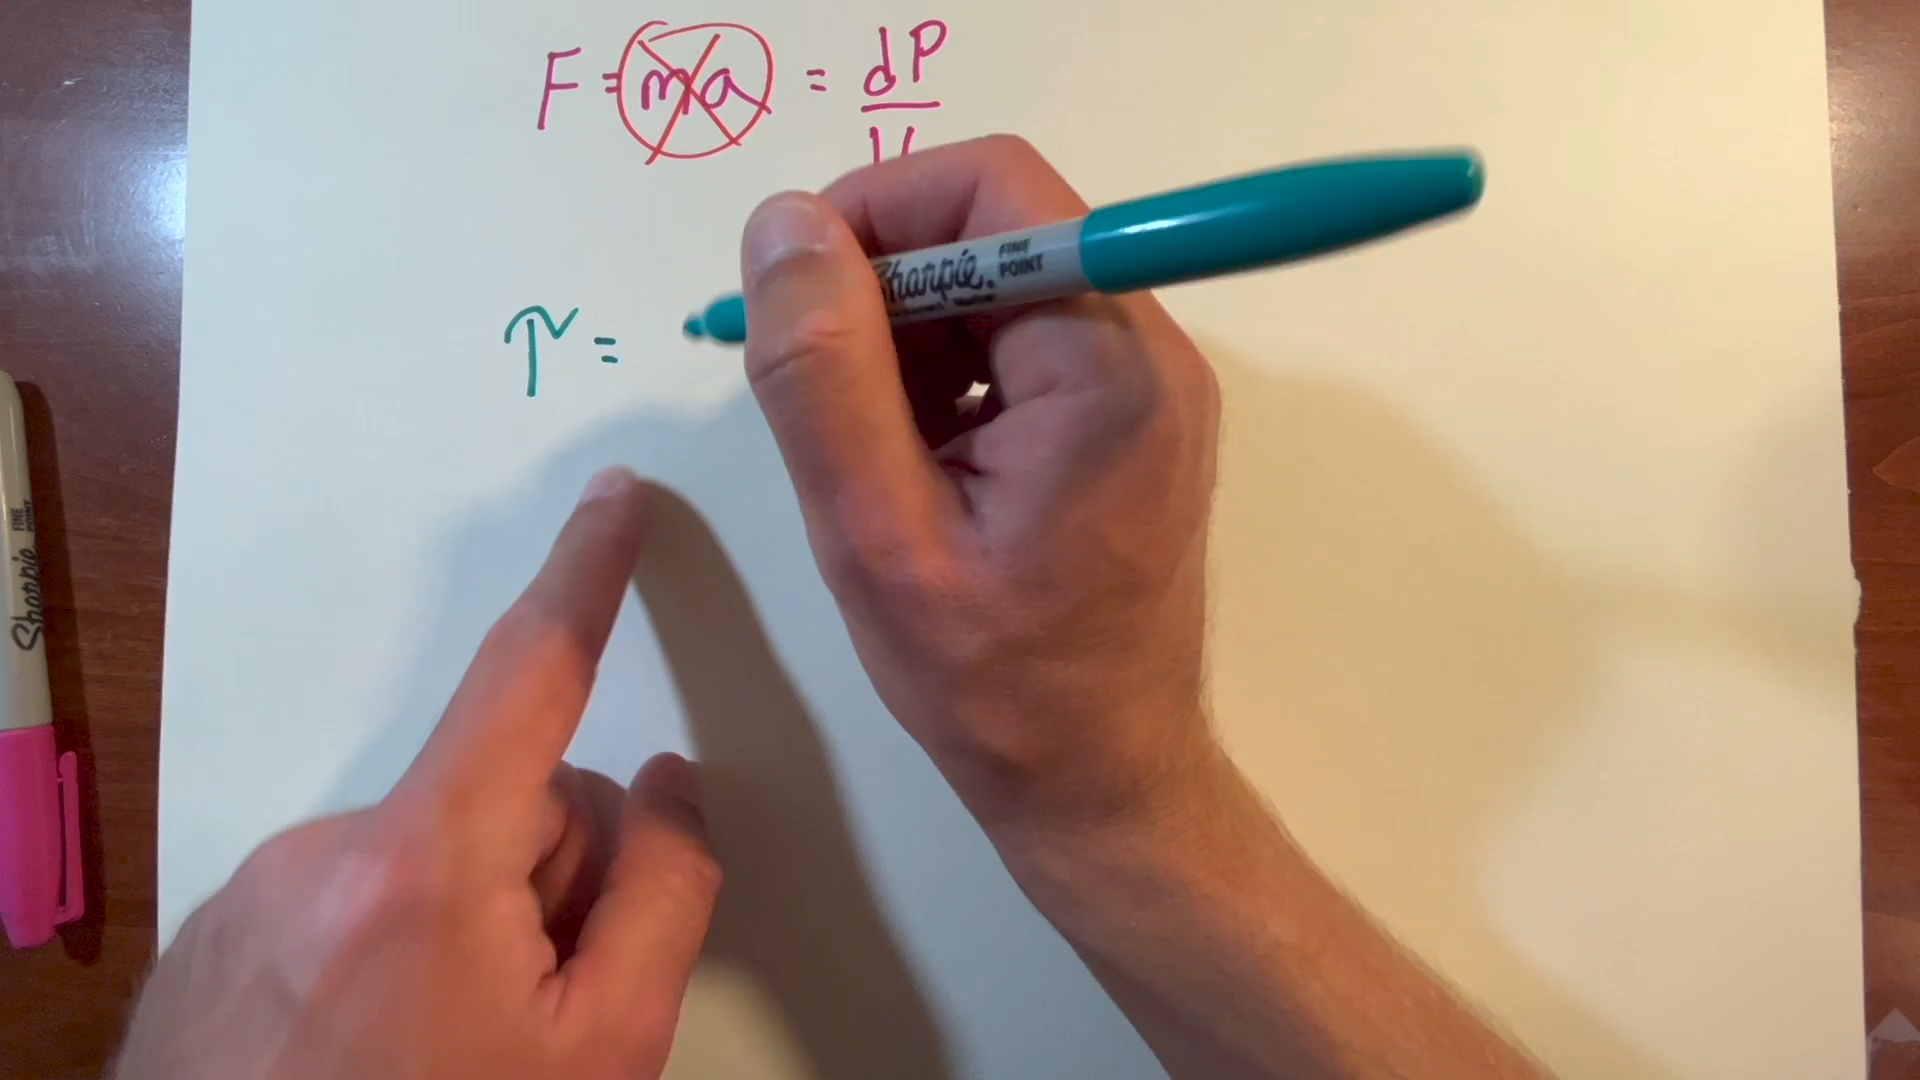 F = ma = dP
τ =
Sharpie. FINE POINT
Sharpie FINE POINT